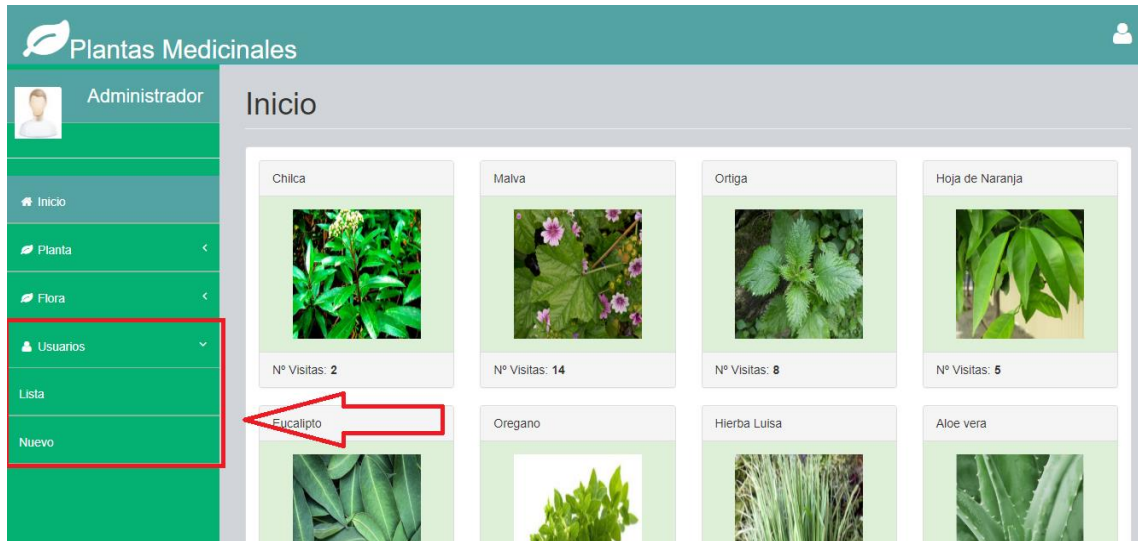 Plantas Medicinales
Administrador
Inicio
Planta
Flora
Usuarios
Lista
Nuevo
Inicio
Chilca
Malva
Ortiga
Hoja de Naranja
Nº Visitas: 2
Nº Visitas: 14
Nº Visitas: 8
Nº Visitas: 5
Eucalipto
Oregano
Hierba Luisa
Aloe vera